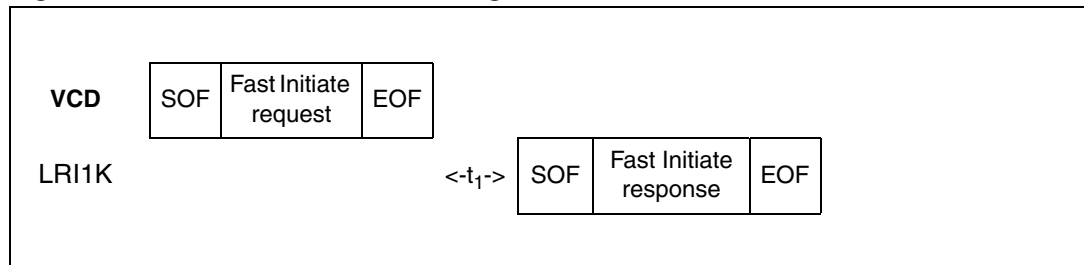 VCD SOF Fast Initiate request EOF
LRI1K <-t1-> SOF Fast Initiate response EOF